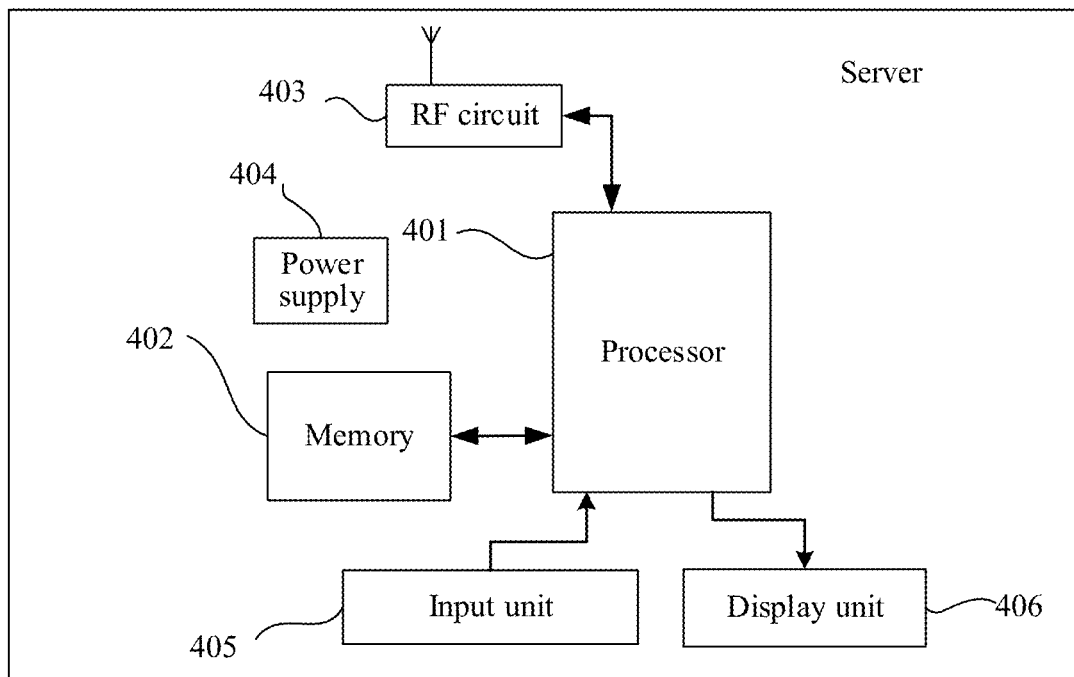 Server
403
RF circuit
404
Power
supply
401
Processor
402
Memory
405
Input unit
Display unit
406